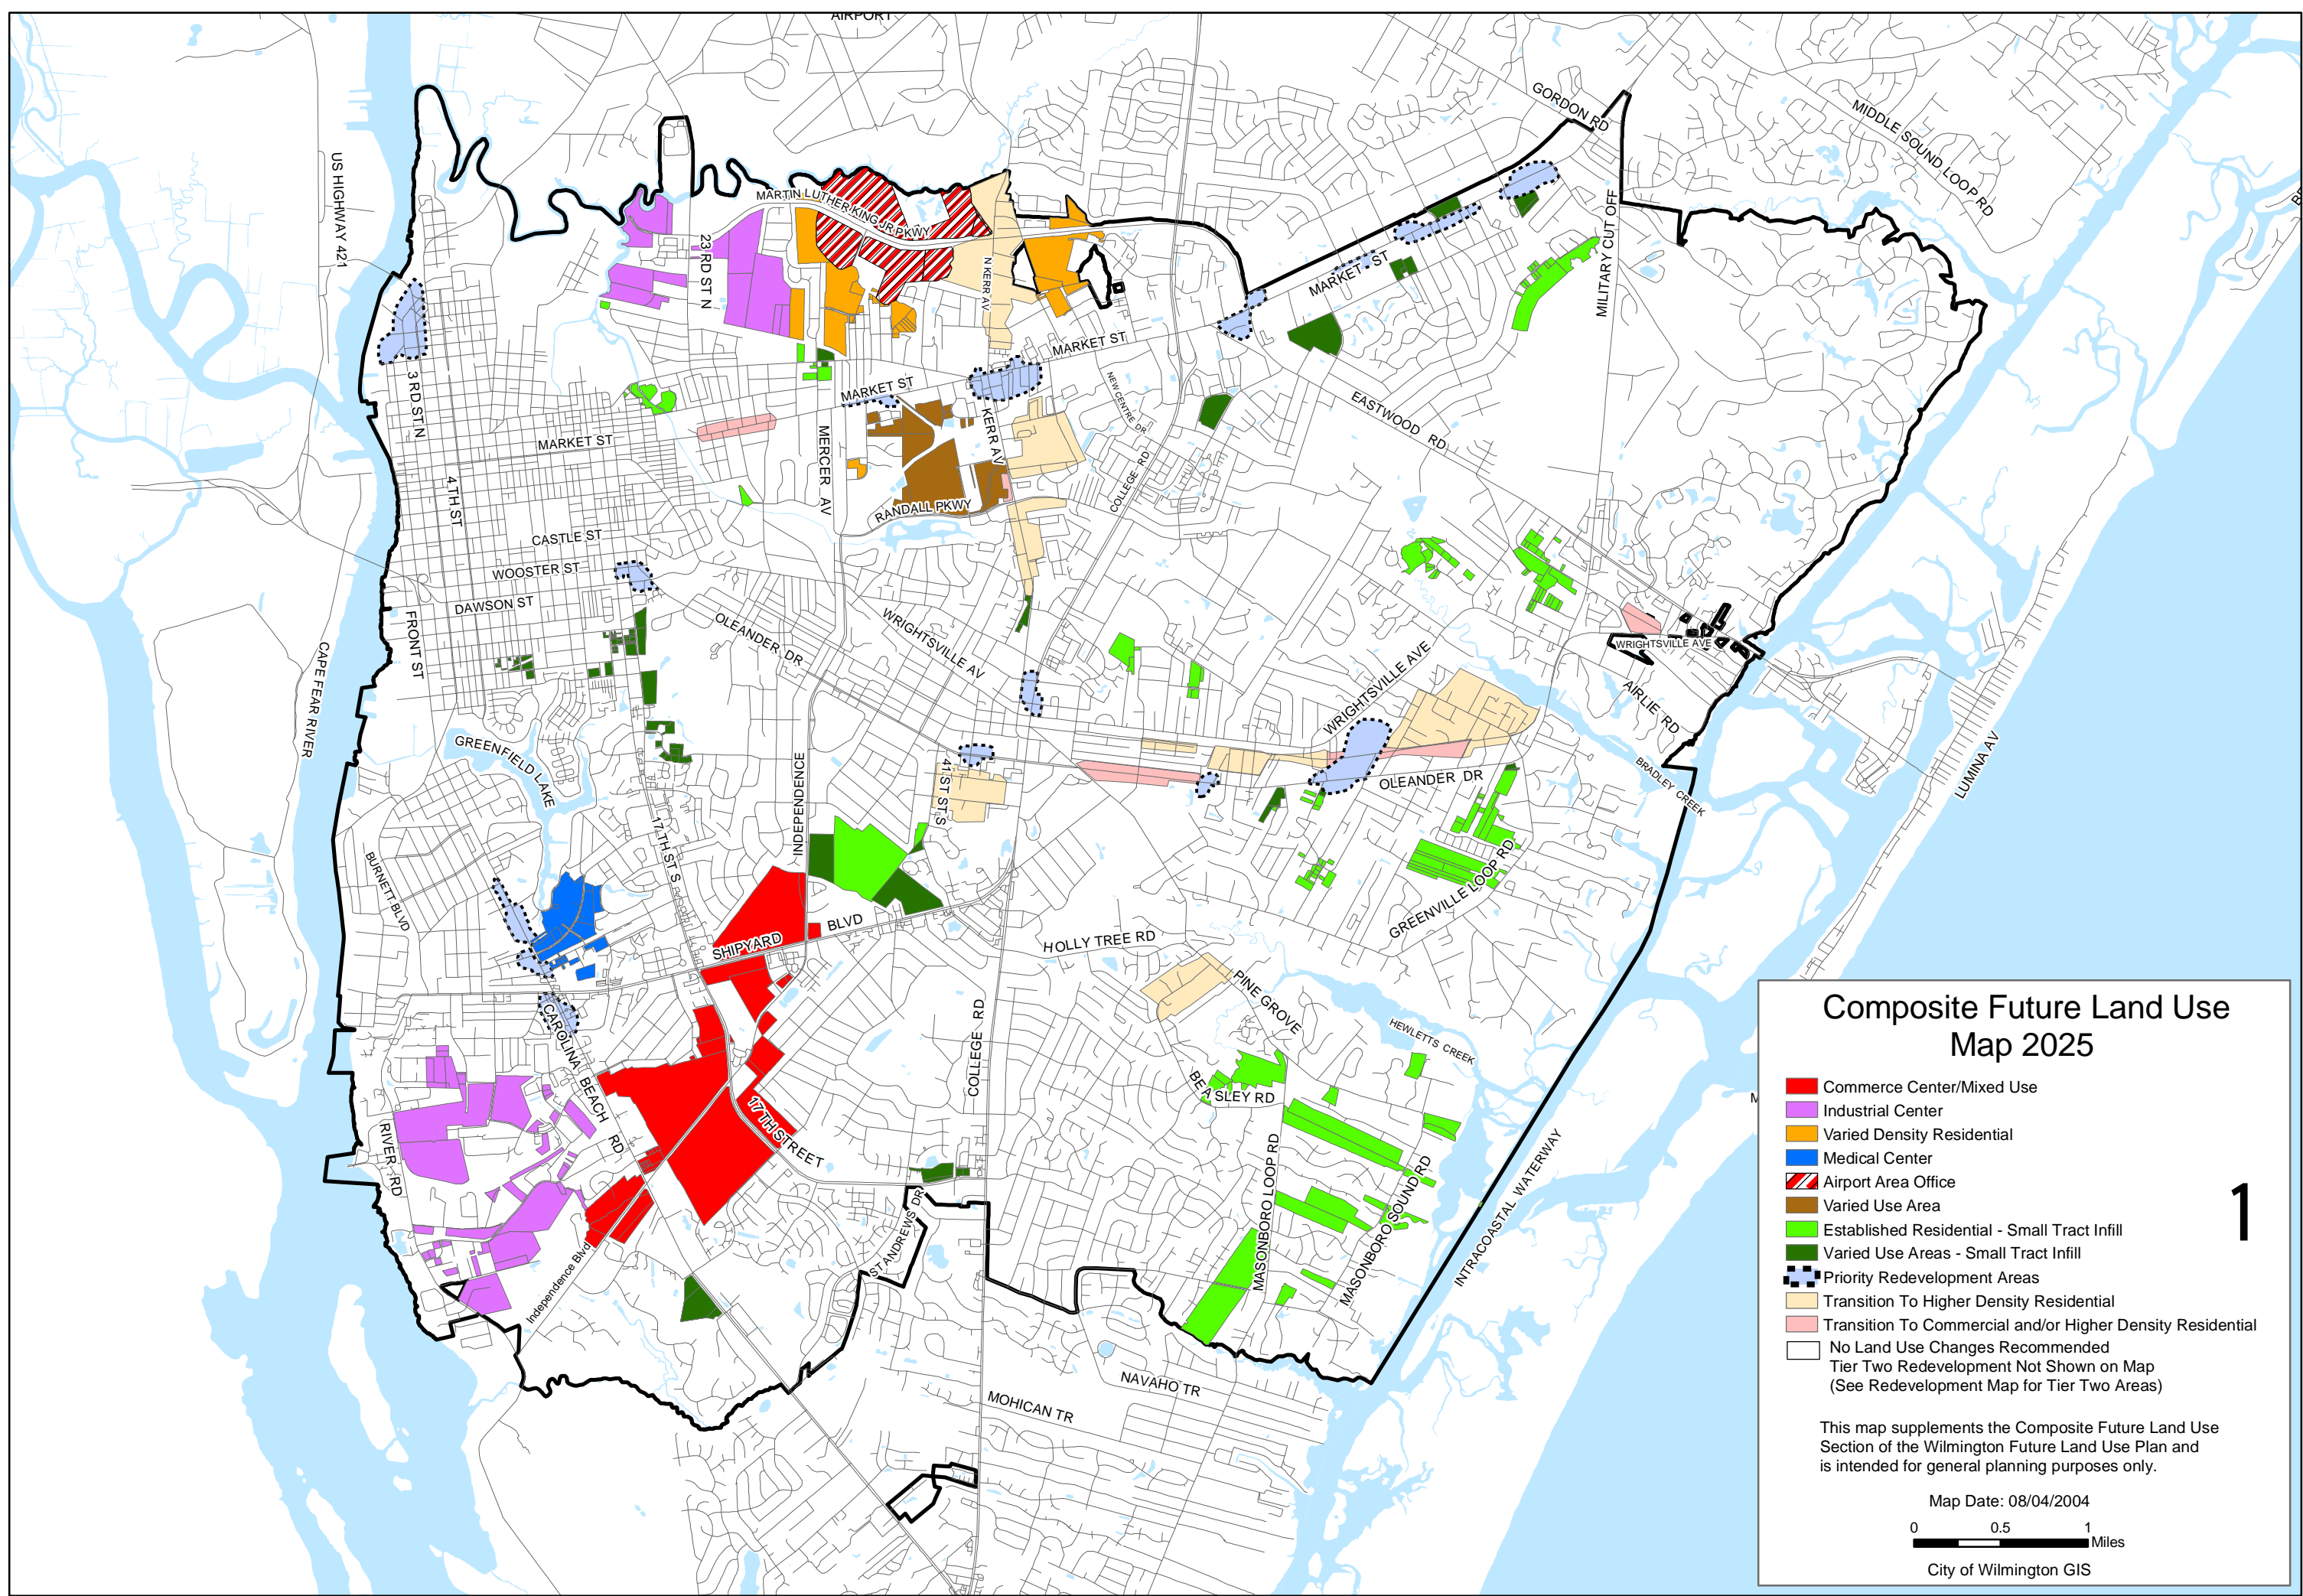 AIRPORT
GORDON RD
MIDDLE SOUND LOOP RD
US HIGHWAY 421
MARTIN LUTHER KING JR PKWY
23RD ST N
N KERR AV
MILITARY CUT OFF
MARKET ST
MARKET ST
3RD ST N
MARKET ST
NEW CENTRE DR
EASTWOOD RD
MARKET ST
MERCER AV
KERR AV
COLLEGE RD
4TH ST
RANDALL PKWY
CASTLE ST
WOOSTER ST
DAWSON ST
FRONT ST
OLEANDER DR
WRIGHTSVILLE AV
WRIGHTSVILLE AVE
WRIGHTSVILLE AVE
AIRLIE RD
CAPE FEAR RIVER
GREENFIELD LAKE
INDEPENDENCE
41ST ST S
OLEANDER DR
BRADLEY CREEK
LUMINA AV
17 TH ST S
BURNETT BLVD
GREENVILLE LOOP RD
SHIPYARD BLVD
HOLLY TREE RD
PINE GROVE
HEWLETTS CREEK
CAROLINA BEACH RD
COLLEGE RD
BEASLEY RD
17 TH STREET
RIVER RD
MASONBORO LOOP RD
MASONBORO SOUND RD
INTRACOASTAL WATERWAY
ST ANDREWS DR
Independence Blvd
NAVAHO TR
MOHICAN TR
M
Composite Future Land Use
Map 2025
Commerce Center/Mixed Use
Industrial Center
Varied Density Residential
Medical Center
Airport Area Office
Varied Use Area
Established Residential - Small Tract Infill
Varied Use Areas - Small Tract Infill
Priority Redevelopment Areas
Transition To Higher Density Residential
Transition To Commercial and/or Higher Density Residential
No Land Use Changes Recommended
Tier Two Redevelopment Not Shown on Map
(See Redevelopment Map for Tier Two Areas)
1
This map supplements the Composite Future Land Use
Section of the Wilmington Future Land Use Plan and
is intended for general planning purposes only.
Map Date: 08/04/2004
0 0.5 1
Miles
City of Wilmington GIS